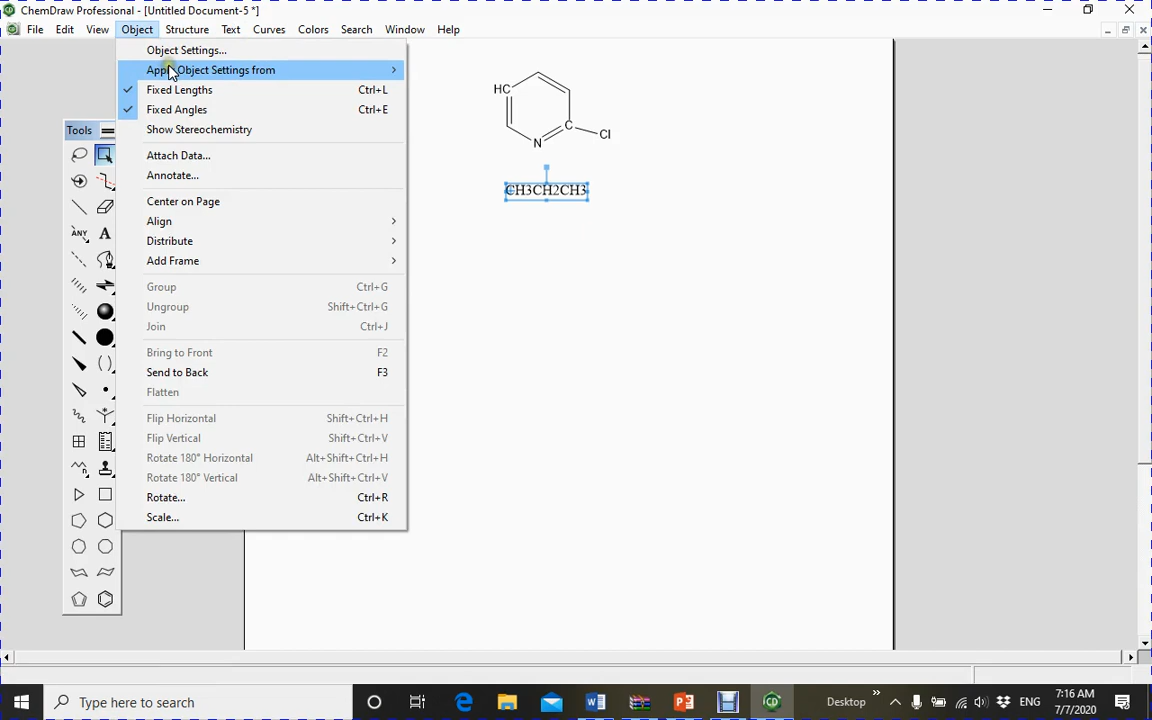 ChemDraw Professional - [Untitled Document-5 *]
File Edit View Object Structure Text Curves Colors Search Window Help
Object Settings...
Object Settings from
Fixed Lengths Ctrl+L
Fixed Angles Ctrl+E
Show Stereochemistry
Attach Data...
Annotate...
Center on Page
Align
Distribute
Add Frame
Group Ctrl+G
Ungroup Shift+Ctrl+G
Join Ctrl+J
Bring to Front F2
Send to Back F3
Flatten
Flip Horizontal Shift+Ctrl+H
Flip Vertical Shift+Ctrl+V
Rotate 180° Horizontal Alt+Shift+Ctrl+H
Rotate 180° Vertical Alt+Shift+Ctrl+V
Rotate... Ctrl+R
Scale... Ctrl+K
Tools
ANY A
HC
C Cl
N
CH3CH2CH3
Type here to search
Desktop
ENG
7:16 AM
7/7/2020